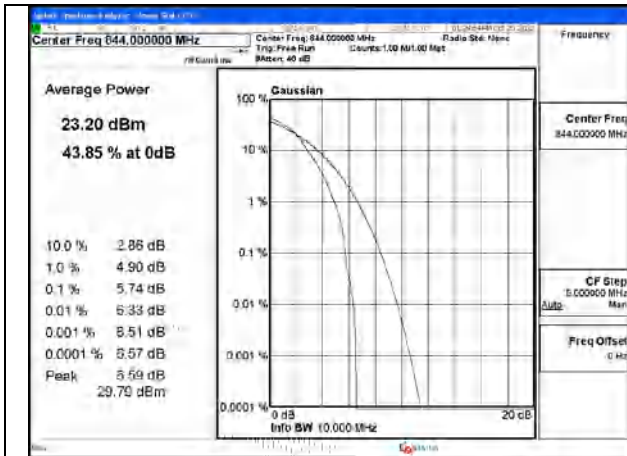 Center Freq 844.000000 MHz
Center Freq: 844.000000 MHz
Radio Std: None
Trig: Free Run
Counts: 1.00 M/1.00 Mpt
#Atten: 40 dB
Frequency
Average Power
23.20 dBm
43.85 % at 0dB
10.0 % 2.86 dB
1.0 % 4.90 dB
0.1 % 5.74 dB
0.01 % 6.33 dB
0.001 % 6.51 dB
0.0001 % 6.57 dB
Peak 6.59 dB
29.79 dBm
Gaussian
100 %
10 %
1 %
0.1 %
0.01 %
0.001 %
0.0001 %
0 dB
20 dB
Info BW 10.000 MHz
Center Freq
844.000000 MHz
CF Step
5.000000 MHz
Auto Man
Freq Offset
0 Hz